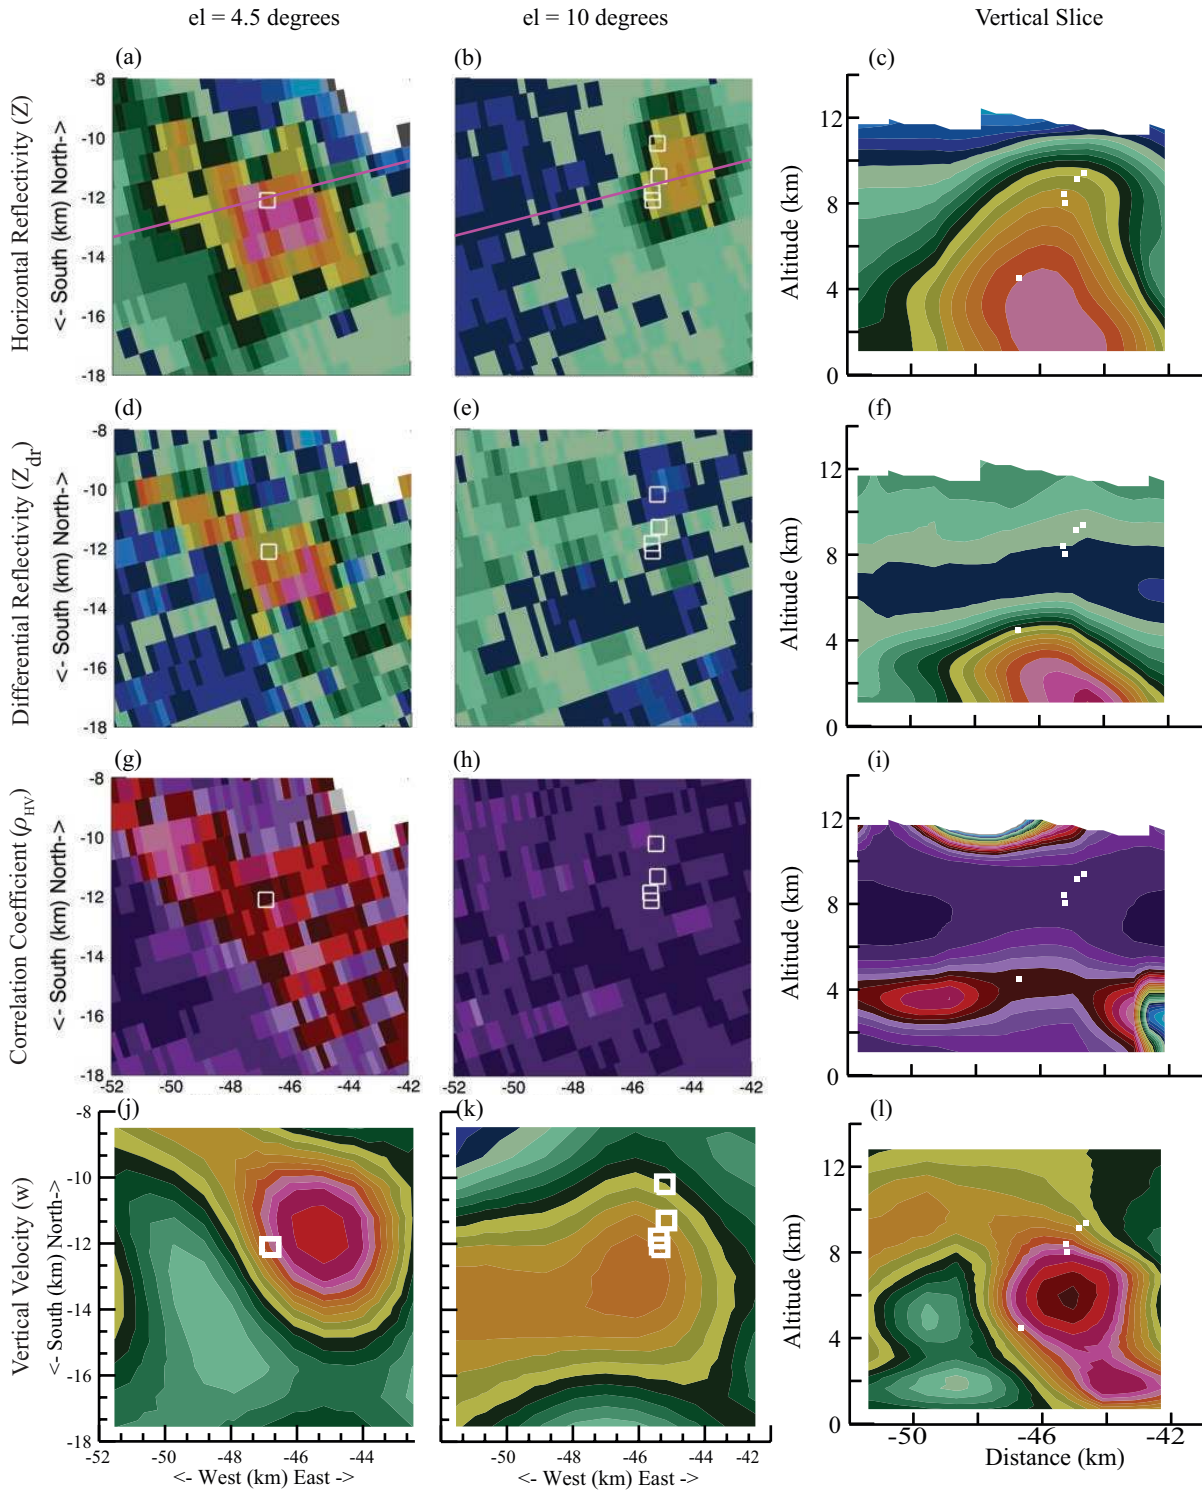 el = 4.5 degrees
el = 10 degrees
Vertical Slice
(a)
(b)
(c)
Horizontal Reflectivity (Z)
<- South (km) North->
-8
-10
-12
-14
-16
-18
Altitude (km)
12
8
4
0
(d)
(e)
(f)
Differential Reflectivity (Zdr)
<- South (km) North->
-8
-10
-12
-14
-16
-18
Altitude (km)
12
8
4
0
(g)
(h)
(i)
Correlation Coefficient (ρHV)
<- South (km) North->
-8
-10
-12
-14
-16
-18
-52 -50 -48 -46 -44 -42
-52 -50 -48 -46 -44 -42
Altitude (km)
12
8
4
0
(j)
(k)
(l)
Vertical Velocity (w)
<- South (km) North->
-8
-10
-12
-14
-16
-18
-52 -50 -48 -46 -44
-52 -50 -48 -46 -44 -42
<- West (km) East ->
<- West (km) East ->
Altitude (km)
12
8
4
0
-50 -46 -42
Distance (km)